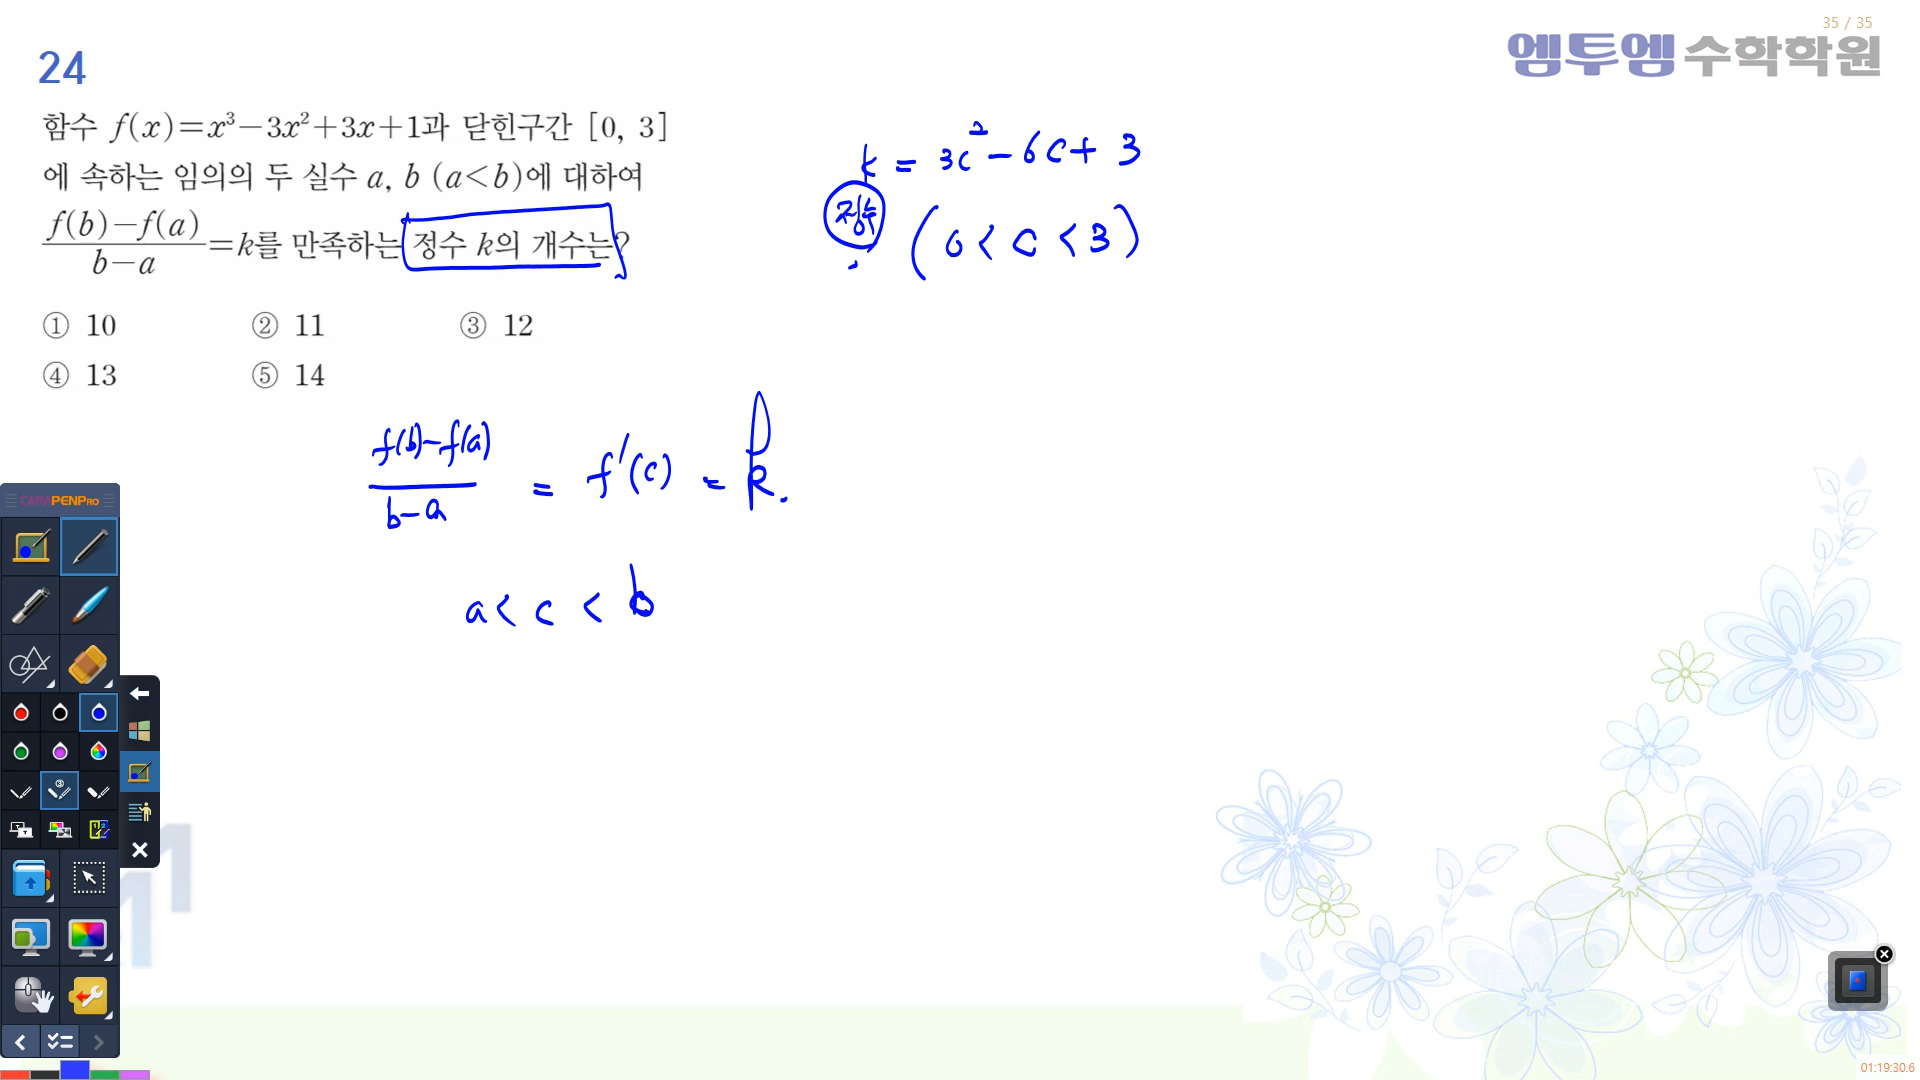 35 / 35
엠투엠 수학학원
24
함수 f(x)=x³-3x²+3x+1과 닫힌구간 [0, 3]
에 속하는 임의의 두 실수 a, b (a<b)에 대하여
f(b)-f(a)
b-a
=k를 만족하는 정수 k의 개수는?
① 10 ② 11 ③ 12
④ 13 ⑤ 14
k = 3c² - 6c + 3
정수
(0 < c < 3)
f(b)-f(a)
b-a
= f'(c) = k.
a < c < b
CARAPENPRO
01:19:30.6